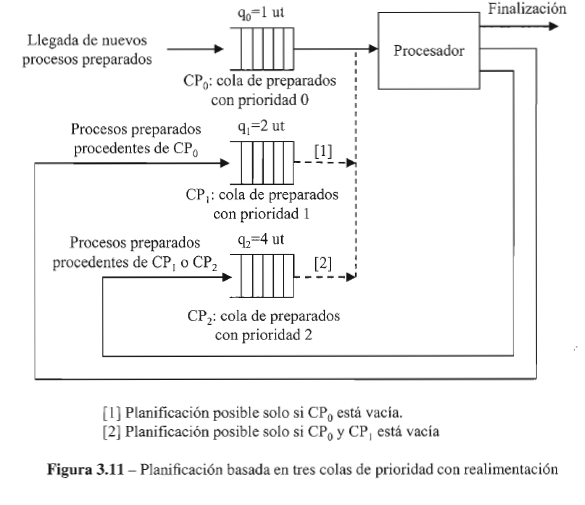 Finalización
q₀=1 ut
Llegada de nuevos
procesos preparados
Procesador
CP₀: cola de preparados
con prioridad 0
Procesos preparados
procedentes de CP₀
q₁=2 ut
[1]
CP₁: cola de preparados
con prioridad 1
Procesos preparados
procedentes de CP₁ o CP₂
q₂=4 ut
[2]
CP₂: cola de preparados
con prioridad 2
[1] Planificación posible solo si CP₀ está vacía.
[2] Planificación posible solo si CP₀ y CP₁ está vacía
Figura 3.11 – Planificación basada en tres colas de prioridad con realimentación